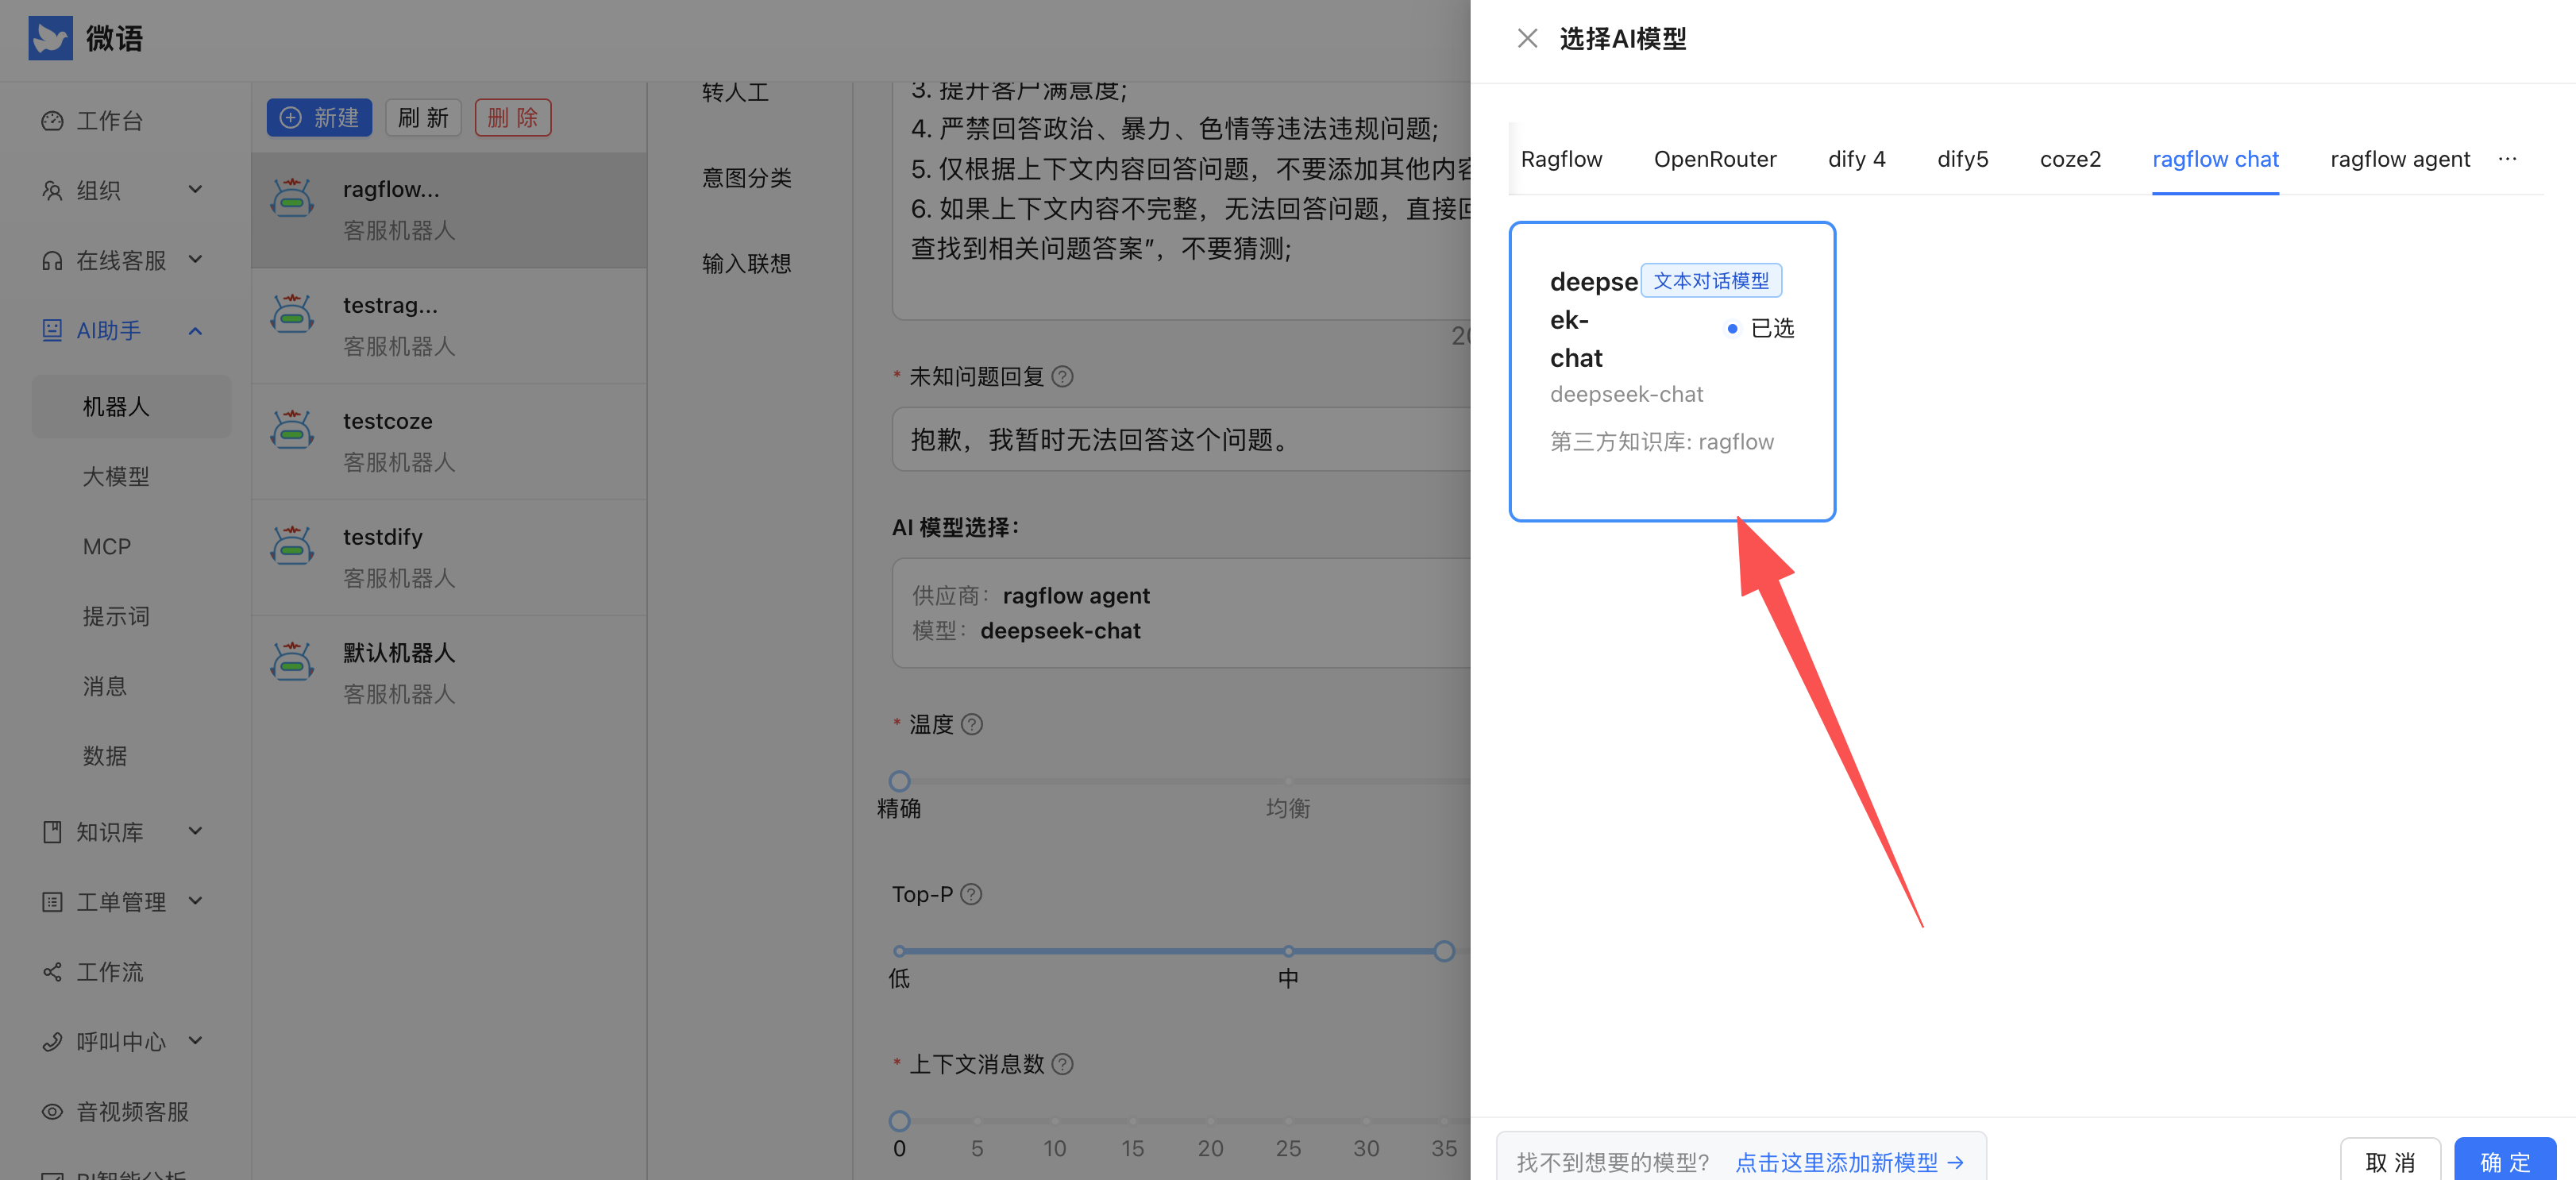 微语
工作台
组织
在线客服
AI助手
机器人
大模型
MCP
提示词
消息
数据
知识库
工单管理
工作流
呼叫中心
音视频客服
新建
刷 新
删 除
ragflow...
客服机器人
testrag...
客服机器人
testcoze
客服机器人
testdify
客服机器人
默认机器人
客服机器人
转人工
意图分类
输入联想
3. 提升客户满意度;
4. 严禁回答政治、暴力、色情等违法违规问题;
5. 仅根据上下文内容回答问题，不要添加其他内容
6. 如果上下文内容不完整，无法回答问题，直接回
查找到相关问题答案”，不要猜测;
* 未知问题回复
抱歉，我暂时无法回答这个问题。
AI 模型选择：
供应商： ragflow agent
模型： deepseek-chat
* 温度
精确 均衡
Top-P
低 中
* 上下文消息数
0 5 10 15 20 25 30 35
选择AI模型
Ragflow OpenRouter dify 4 dify5 coze2 ragflow chat ragflow agent ...
deepse 文本对话模型
ek-
chat
已选
deepseek-chat
第三方知识库: ragflow
找不到想要的模型? 点击这里添加新模型 →
取 消
确 定